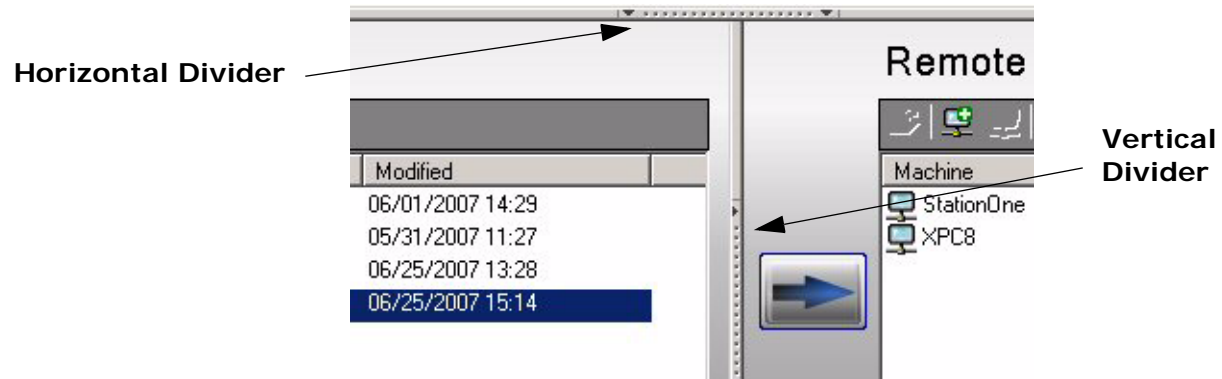 Horizontal Divider
Remote
Vertical
Divider
Modified
Machine
06/01/2007 14:29
StationOne
05/31/2007 11:27
XPC8
06/25/2007 13:28
06/25/2007 15:14